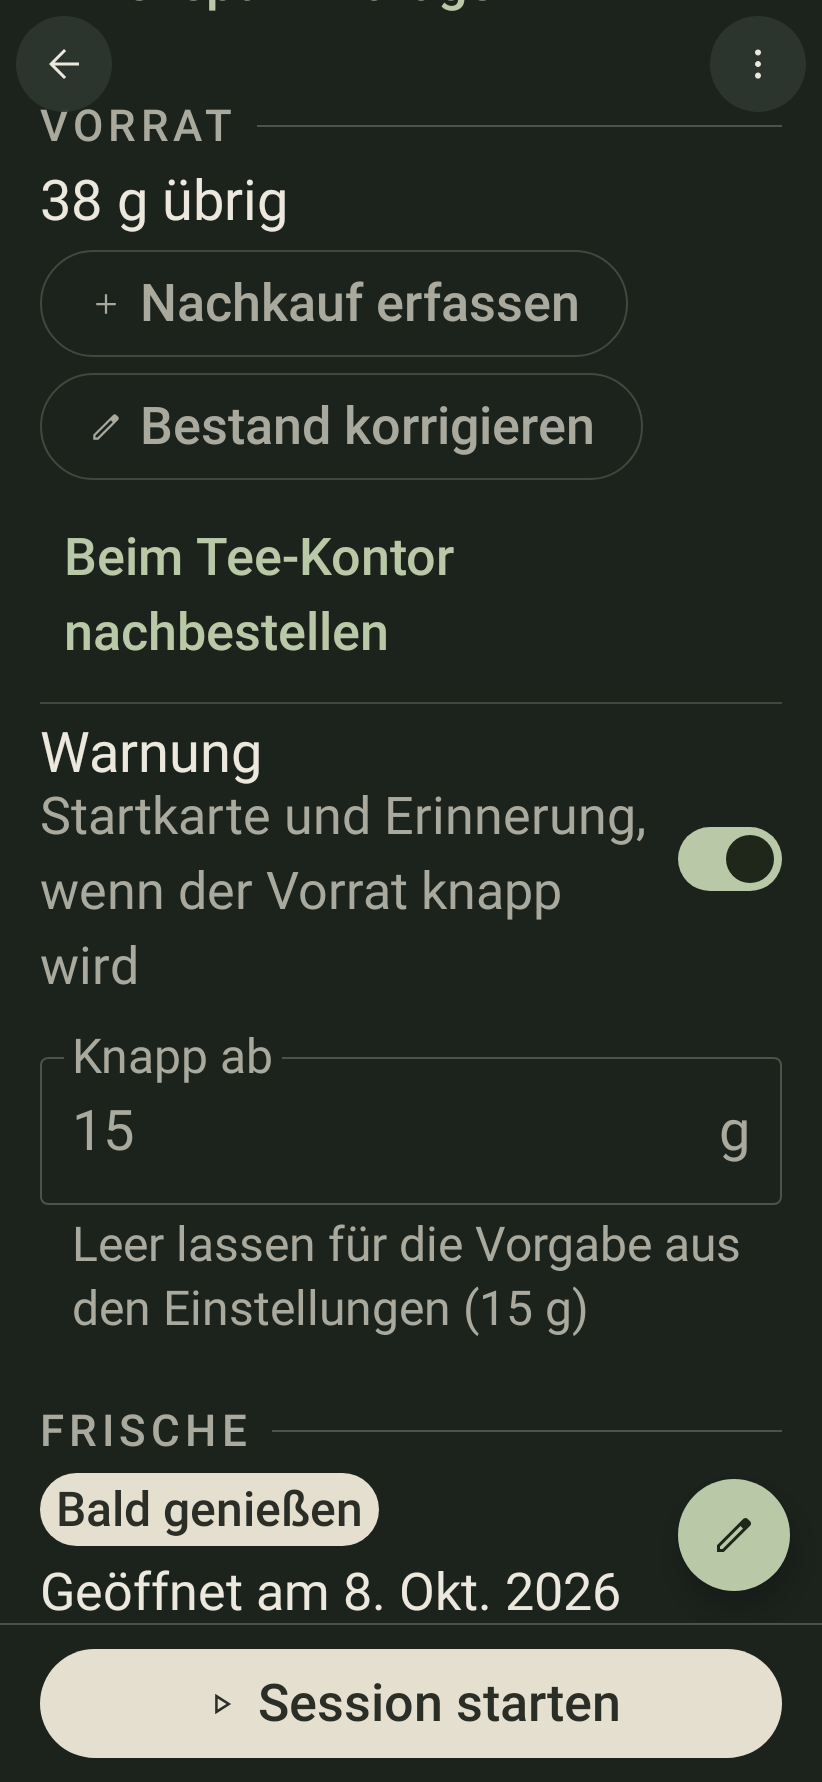 VORRAT
38 g übrig
Nachkauf erfassen
Bestand korrigieren
Beim Tee-Kontor
nachbestellen
Warnung
Startkarte und Erinnerung,
wenn der Vorrat knapp
wird
Knapp ab
15 g
Leer lassen für die Vorgabe aus
den Einstellungen (15 g)
FRISCHE
Bald genießen
Geöffnet am 8. Okt. 2026
Session starten